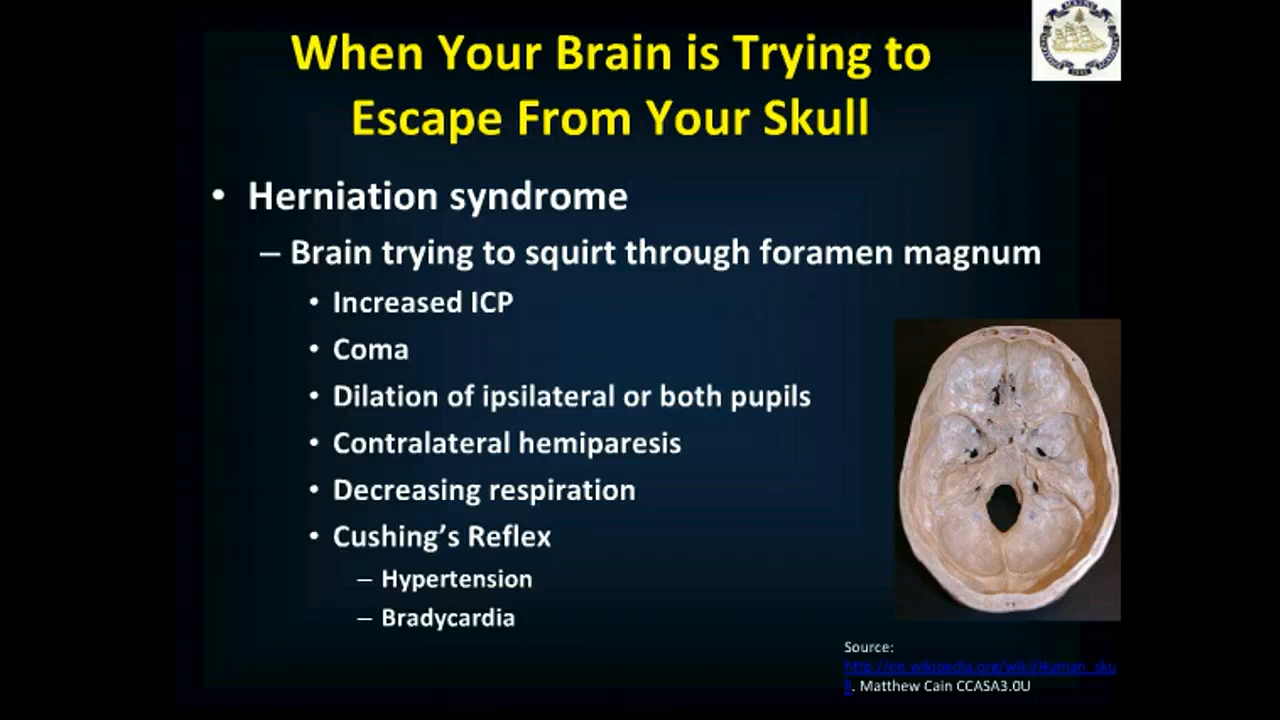 When Your Brain is Trying to
Escape From Your Skull
• Herniation syndrome
– Brain trying to squirt through foramen magnum
• Increased ICP
• Coma
• Dilation of ipsilateral or both pupils
• Contralateral hemiparesis
• Decreasing respiration
• Cushing’s Reflex
– Hypertension
– Bradycardia
Source:
http://en.wikipedia.org/wiki/Human_sku
ll. Matthew Cain CCASA3.0U